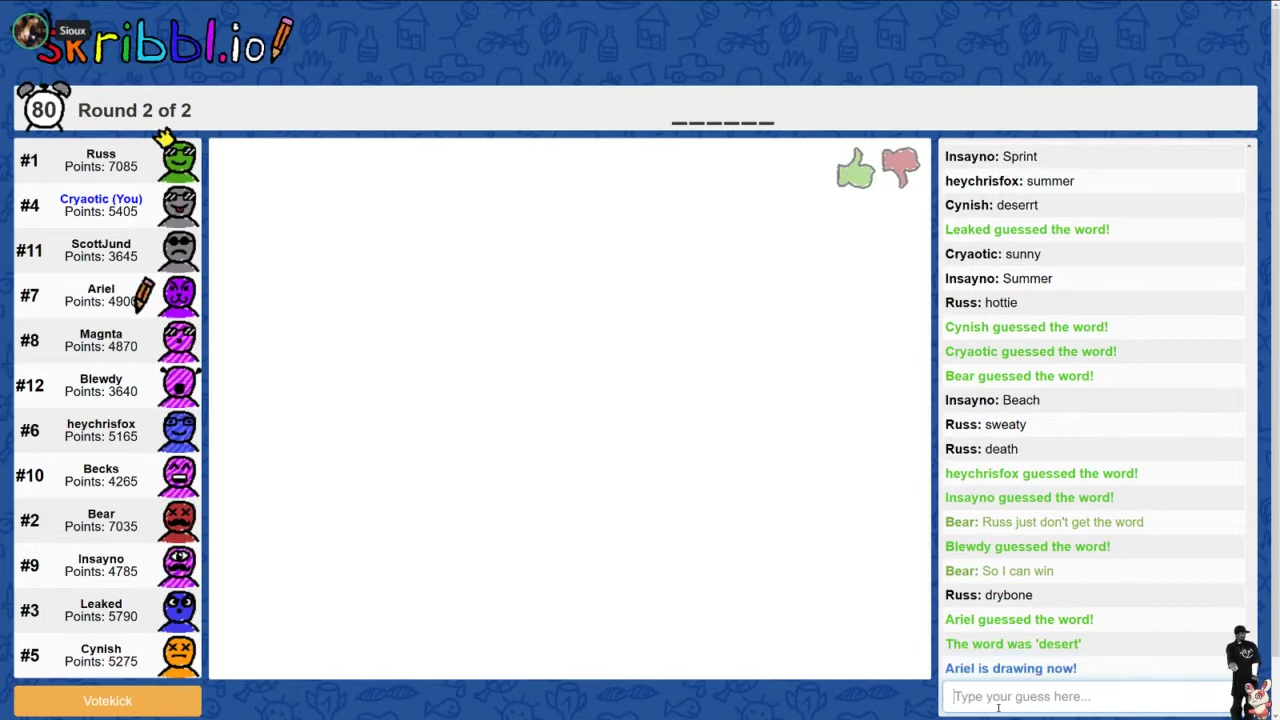 Sioux
skribbl.io
80
Round 2 of 2
______
#1
Russ
Points: 7085
#4
Cryaotic (You)
Points: 5405
#11
ScottJund
Points: 3645
#7
Ariel
Points: 4900
#8
Magnta
Points: 4870
#12
Blewdy
Points: 3640
#6
heychrisfox
Points: 5165
#10
Becks
Points: 4265
#2
Bear
Points: 7035
#9
Insayno
Points: 4785
#3
Leaked
Points: 5790
#5
Cynish
Points: 5275
Votekick
Insayno: Sprint
heychrisfox: summer
Cynish: deserrt
Leaked guessed the word!
Cryaotic: sunny
Insayno: Summer
Russ: hottie
Cynish guessed the word!
Cryaotic guessed the word!
Bear guessed the word!
Insayno: Beach
Russ: sweaty
Russ: death
heychrisfox guessed the word!
Insayno guessed the word!
Bear: Russ just don't get the word
Blewdy guessed the word!
Bear: So I can win
Russ: drybone
Ariel guessed the word!
The word was 'desert'
Ariel is drawing now!
Type your guess here...